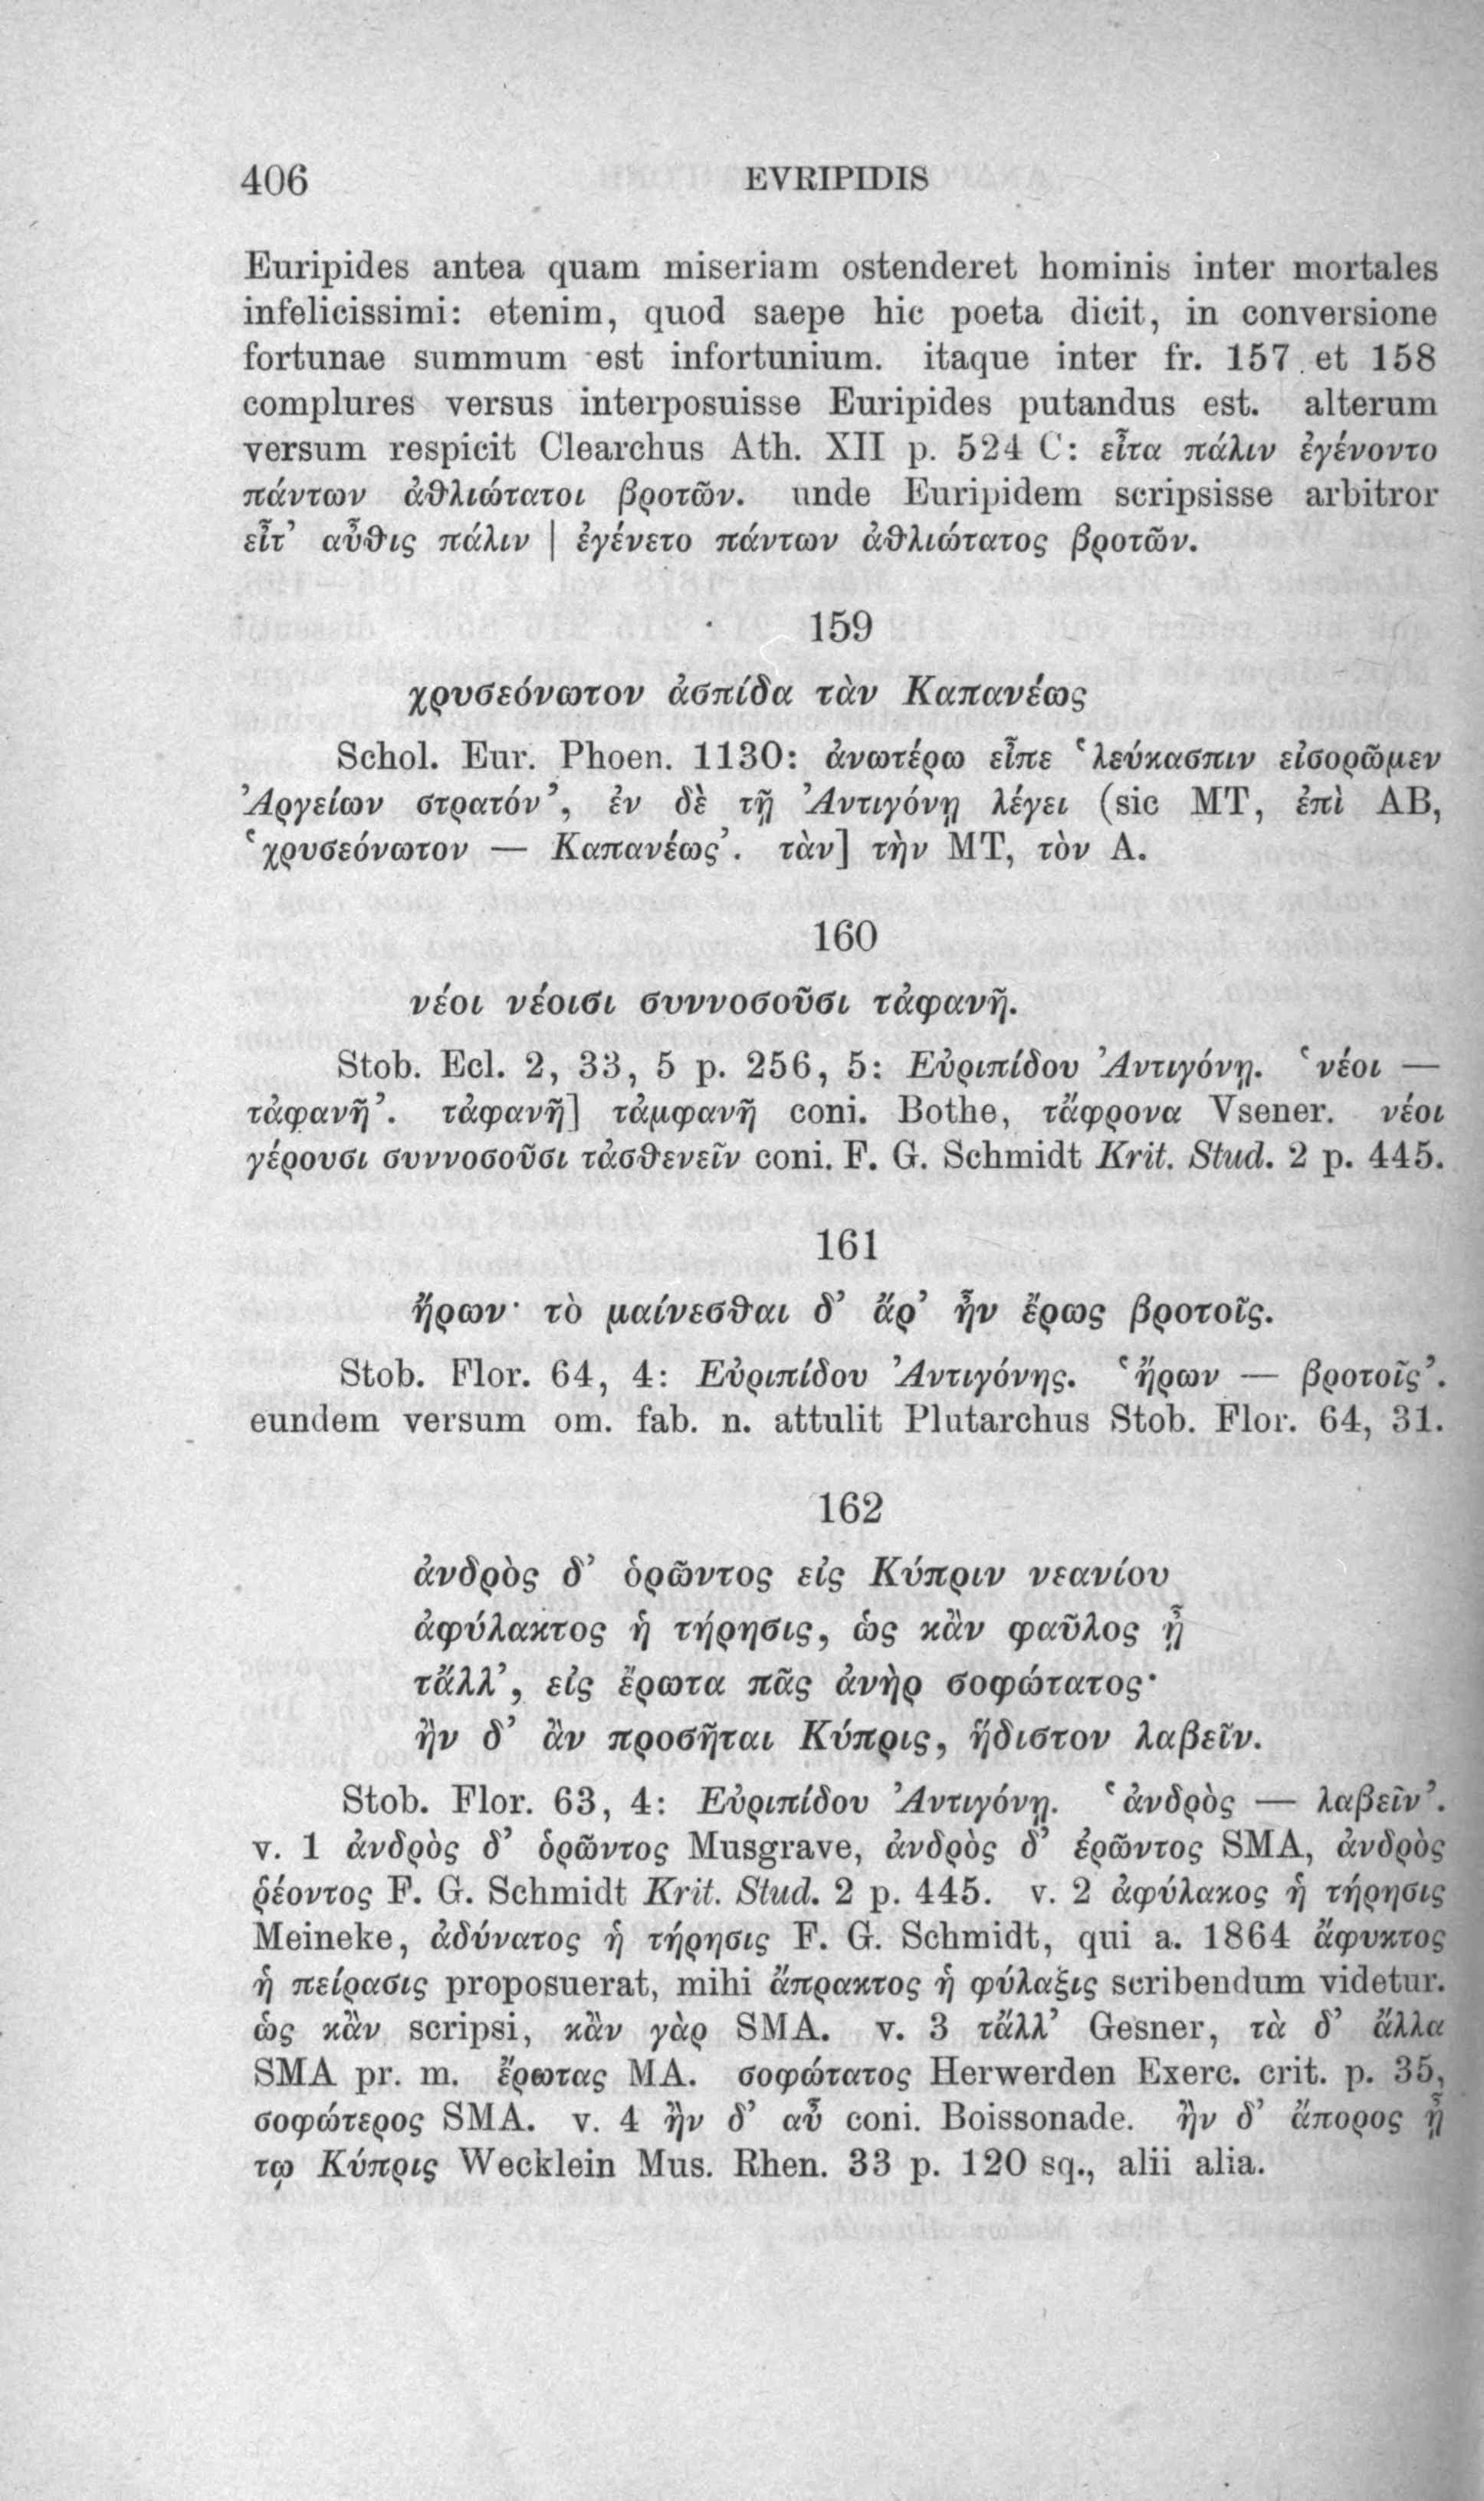 406 EVRIPIDIS
Euripides antea quam miseriam ostenderet hominis inter mortales
infelicissimi: etenim, quod saepe hic poeta dicit, in conversione
fortunae summum est infortunium. itaque inter fr. 157 et 158
complures versus interposuisse Euripides putandus est. alterum
versum respicit Clearchus Ath. XII p. 524 C: εἶτα πάλιν ἐγένοντο
πάντων ἀθλιώτατοι βροτῶν. unde Euripidem scripsisse arbitror
εἶτ’ αὖθις πάλιν | ἐγένετο πάντων ἀθλιώτατος βροτῶν.
159
χρυσεόνωτον ἀσπίδα τὰν Καπανέως
Schol. Eur. Phoen. 1130: ἀνωτέρω εἶπε ‘λεύκασπιν εἰσορῶμεν
Ἀργείων στρατόν’, ἐν δὲ τῇ Ἀντιγόνῃ λέγει (sic MT, ἐπὶ AB,
‘χρυσεόνωτον — Καπανέως’. τὰν] τὴν MT, τὸν A.
160
νέοι νέοισι συννοσοῦσι τἀφανῆ.
Stob. Ecl. 2, 33, 5 p. 256, 5: Εὐριπίδου Ἀντιγόνῃ. ‘νέοι —
τἀφανῆ’. τἀφανῆ] τἀμφανῆ coni. Bothe, τἄφρονα Vsener. νέοι
γέρουσι συννοσοῦσι τἀσθενεῖν coni. F. G. Schmidt Krit. Stud. 2 p. 445.
161
ἤρων· τὸ μαίνεσθαι δ’ ἄρ’ ἦν ἔρως βροτοῖς.
Stob. Flor. 64, 4: Εὐριπίδου Ἀντιγόνης. ‘ἤρων — βροτοῖς’.
eundem versum om. fab. n. attulit Plutarchus Stob. Flor. 64, 31.
162
ἀνδρὸς δ’ ὁρῶντος εἰς Κύπριν νεανίου
ἀφύλακτος ἡ τήρησις, ὡς κἂν φαῦλος ᾖ
τἄλλ’, εἰς ἔρωτα πᾶς ἀνὴρ σοφώτατος·
ἢν δ’ ἂν προσῆται Κύπρις, ἥδιστον λαβεῖν.
Stob. Flor. 63, 4: Εὐριπίδου Ἀντιγόνῃ. ‘ἀνδρὸς — λαβεῖν’.
v. 1 ἀνδρὸς δ’ ὁρῶντος Musgrave, ἀνδρὸς δ’ ἐρῶντος SMA, ἀνδρὸς
ῥέοντος F. G. Schmidt Krit. Stud. 2 p. 445. v. 2 ἀφύλακος ἡ τήρησις
Meineke, ἀδύνατος ἡ τήρησις F. G. Schmidt, qui a. 1864 ἄφυκτος
ἡ πείρασις proposuerat, mihi ἄπρακτος ἡ φύλαξις scribendum videtur.
ὡς κἂν scripsi, κἂν γὰρ SMA. v. 3 τἄλλ’ Gesner, τὰ δ’ ἄλλα
SMA pr. m. ἔρωτας MA. σοφώτατος Herwerden Exerc. crit. p. 35,
σοφώτερος SMA. v. 4 ἢν δ’ αὖ coni. Boissonade. ἢν δ’ ἄπορος ᾖ
τῳ Κύπρις Wecklein Mus. Rhen. 33 p. 120 sq., alii alia.